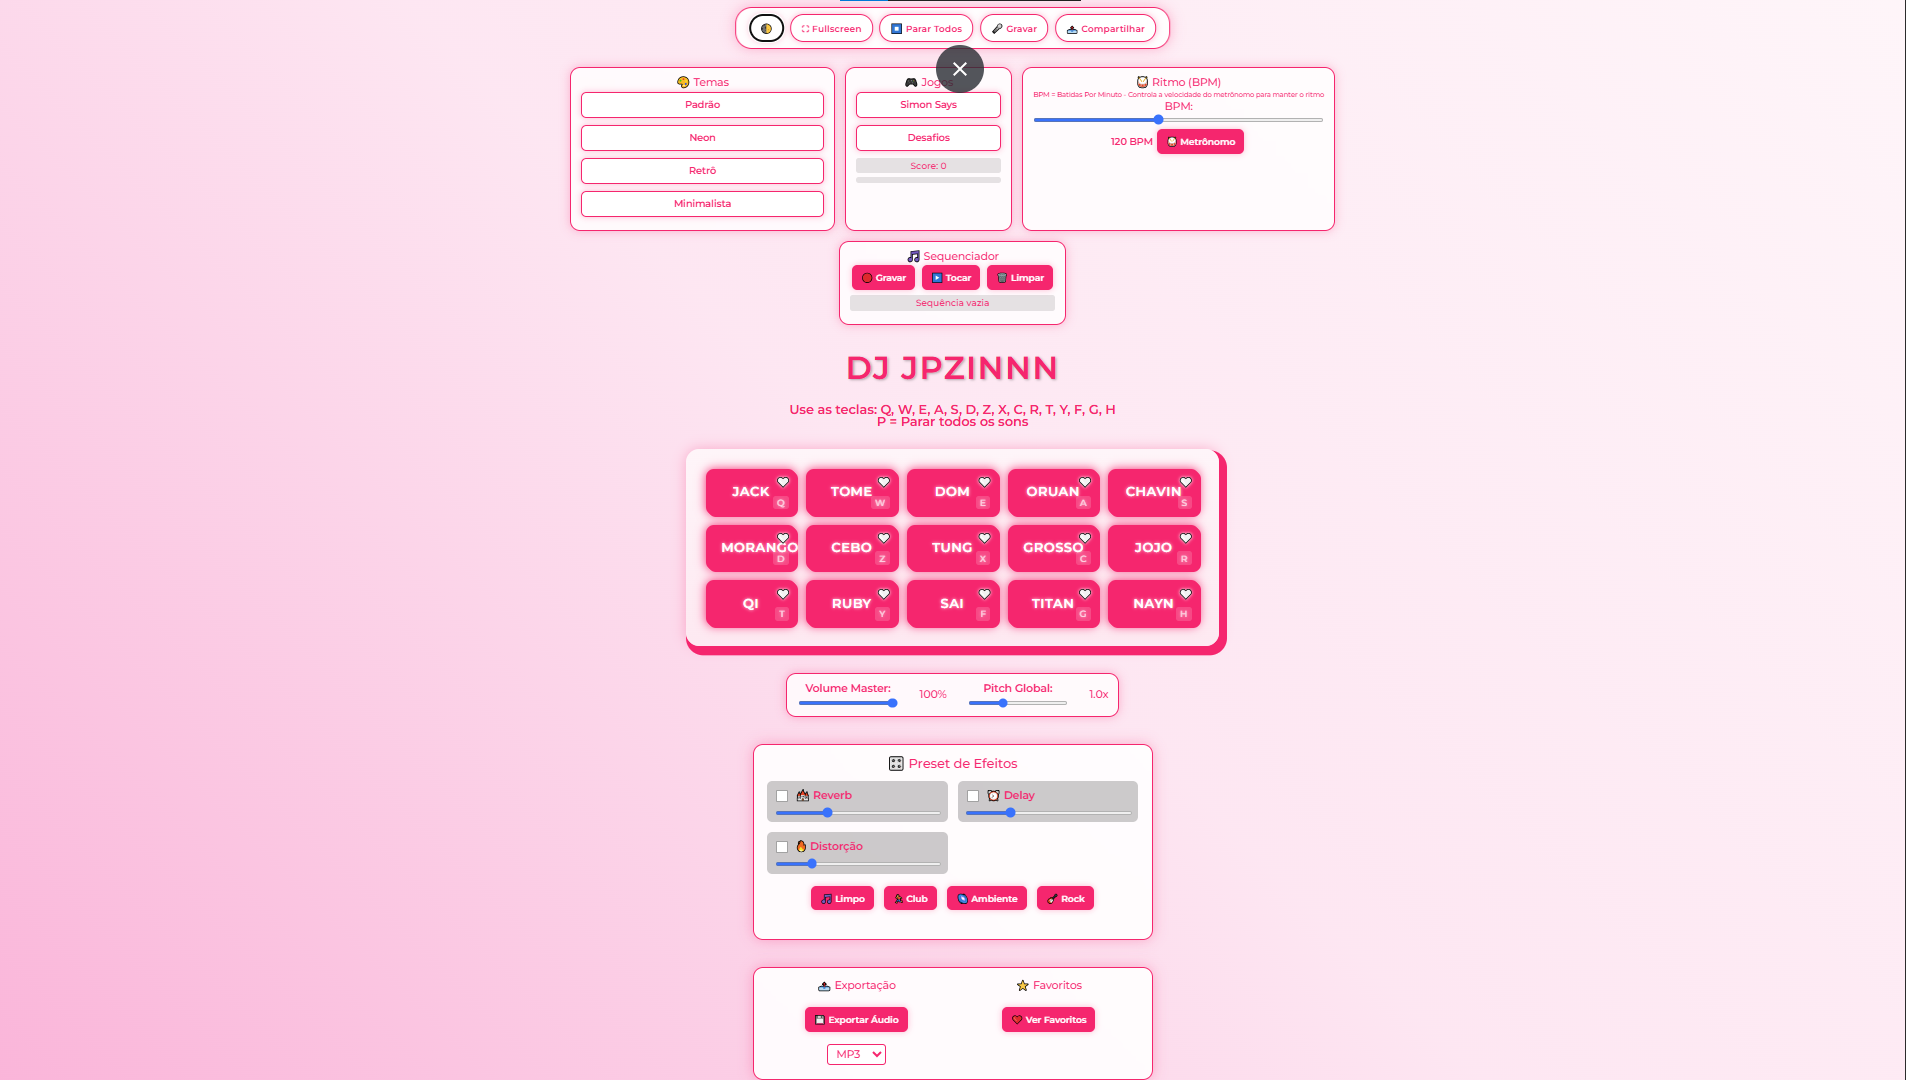 Fullscreen
Parar Todos
Gravar
Compartilhar
Temas
Padrão
Neon
Retrô
Minimalista
Jogos
Simon Says
Desafios
Score: 0
Ritmo (BPM)
BPM = Batidas Por Minuto - Controla a velocidade do metrônomo para manter o ritmo
BPM:
120 BPM
Metrônomo
Sequenciador
Gravar
Tocar
Limpar
Sequência vazia
DJ JPZINNN
Use as teclas: Q, W, E, A, S, D, Z, X, C, R, T, Y, F, G, H
P = Parar todos os sons
JACK Q
TOME W
DOM E
ORUAN A
CHAVIN S
MORANGO D
CEBO Z
TUNG X
GROSSO C
JOJO R
QI T
RUBY Y
SAI F
TITAN G
NAYN H
Volume Master:
100%
Pitch Global:
1.0x
Preset de Efeitos
Reverb
Delay
Distorção
Limpo
Club
Ambiente
Rock
Exportação
Exportar Áudio
MP3
Favoritos
Ver Favoritos